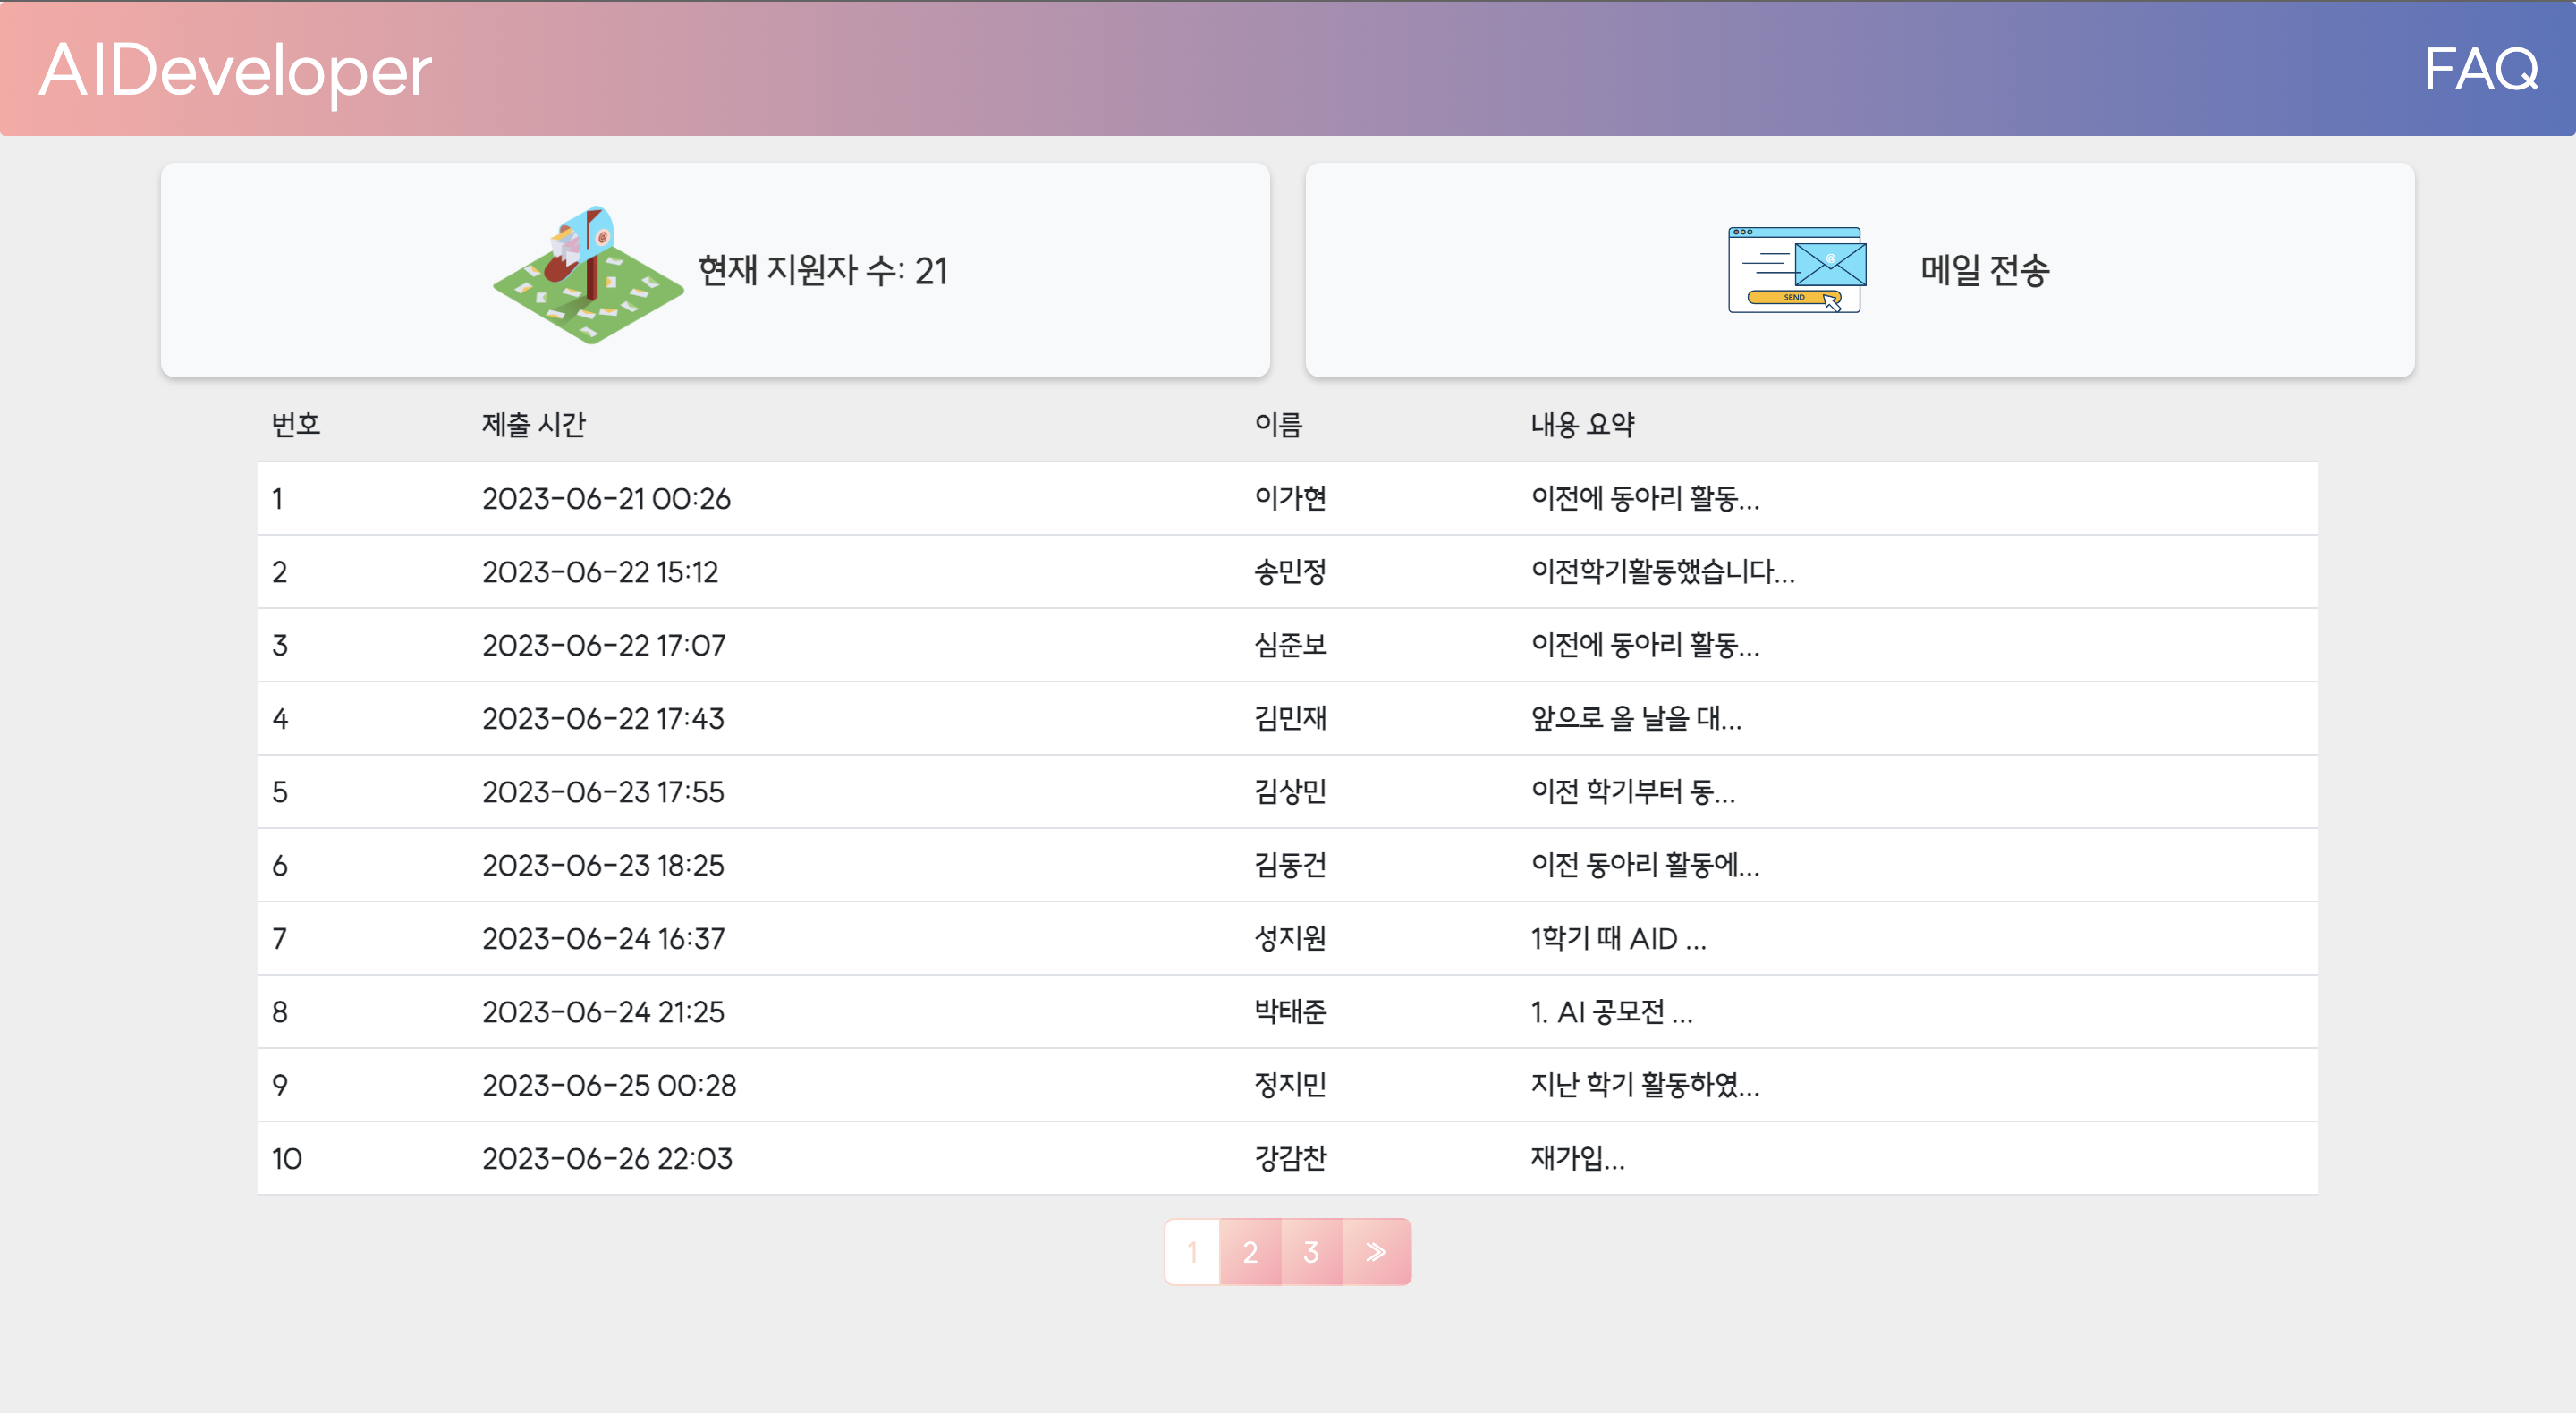 AIDeveloper FAQ
현재 지원자 수: 21
SEND
메일 전송
번호 제출 시간 이름 내용 요약
1 2023-06-21 00:26 이가현 이전에 동아리 활동...
2 2023-06-22 15:12 송민정 이전학기활동했습니다...
3 2023-06-22 17:07 심준보 이전에 동아리 활동...
4 2023-06-22 17:43 김민재 앞으로 올 날을 대...
5 2023-06-23 17:55 김상민 이전 학기부터 동...
6 2023-06-23 18:25 김동건 이전 동아리 활동에...
7 2023-06-24 16:37 성지원 1학기 때 AID ...
8 2023-06-24 21:25 박태준 1. AI 공모전 ...
9 2023-06-25 00:28 정지민 지난 학기 활동하였...
10 2023-06-26 22:03 강감찬 재가입...
1 2 3 »